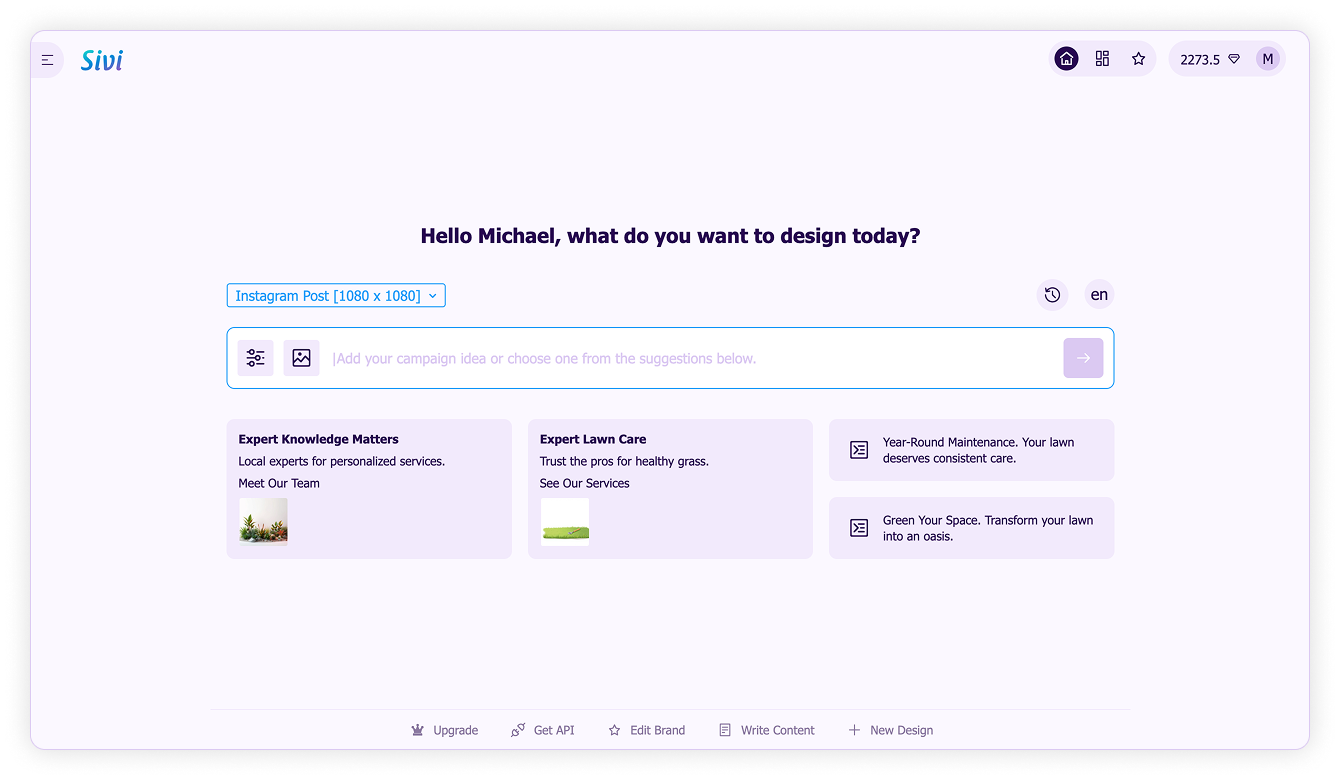 Sivi
2273.5
M
Hello Michael, what do you want to design today?
Instagram Post [1080 x 1080]
en
|Add your campaign idea or choose one from the suggestions below.
Expert Knowledge Matters
Local experts for personalized services.
Meet Our Team
Expert Lawn Care
Trust the pros for healthy grass.
See Our Services
Year-Round Maintenance. Your lawn
deserves consistent care.
Green Your Space. Transform your lawn
into an oasis.
Upgrade
Get API
Edit Brand
Write Content
New Design